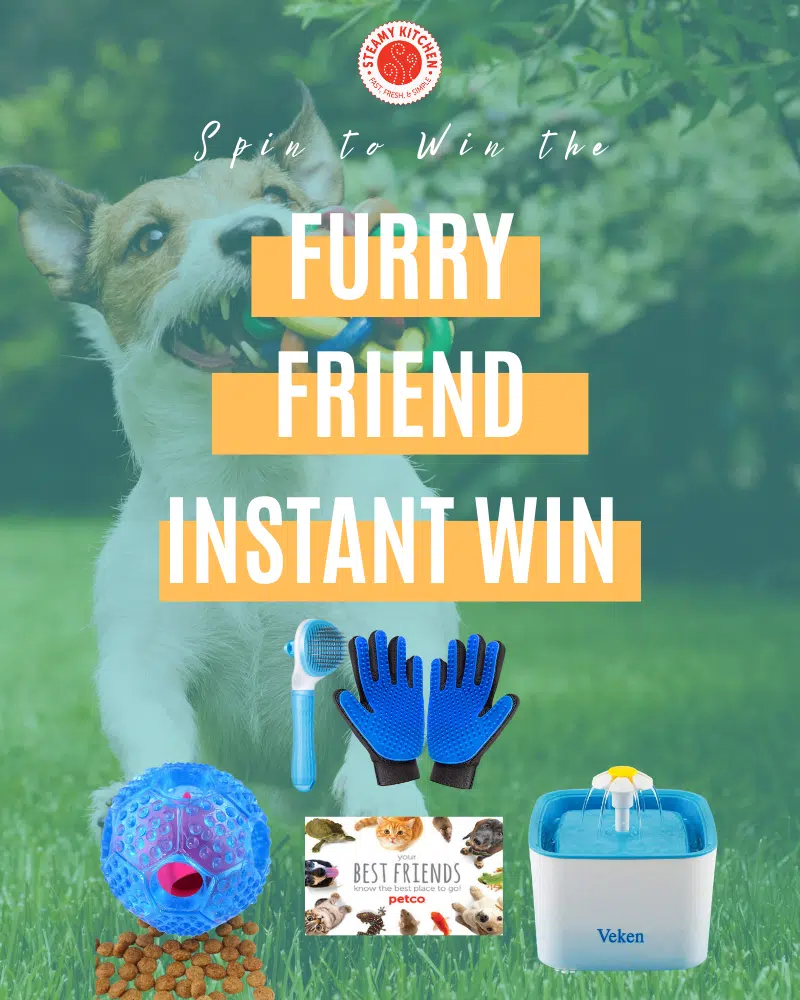 STEAMY KITCHEN
FAST, FRESH, & SIMPLE
Spin to Win the
FURRY
FRIEND
INSTANT WIN
your
BEST FRIENDS
know the best place to go!
petco
Veken